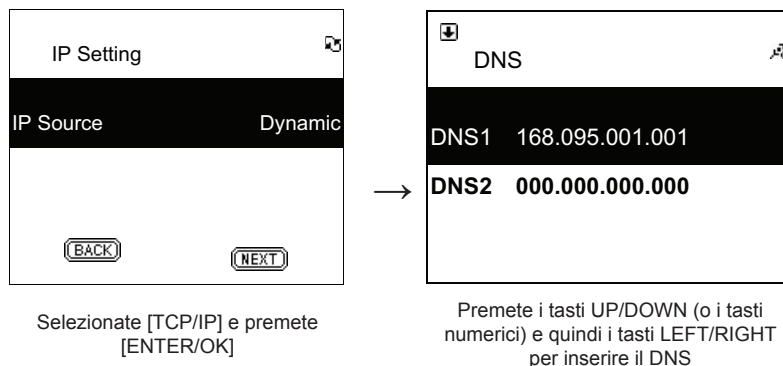 IP Setting
IP Source Dynamic
BACK NEXT
Selezionate [TCP/IP] e premete
[ENTER/OK]
→
DNS
DNS1 168.095.001.001
DNS2 000.000.000.000
Premete i tasti UP/DOWN (o i tasti
numerici) e quindi i tasti LEFT/RIGHT
per inserire il DNS